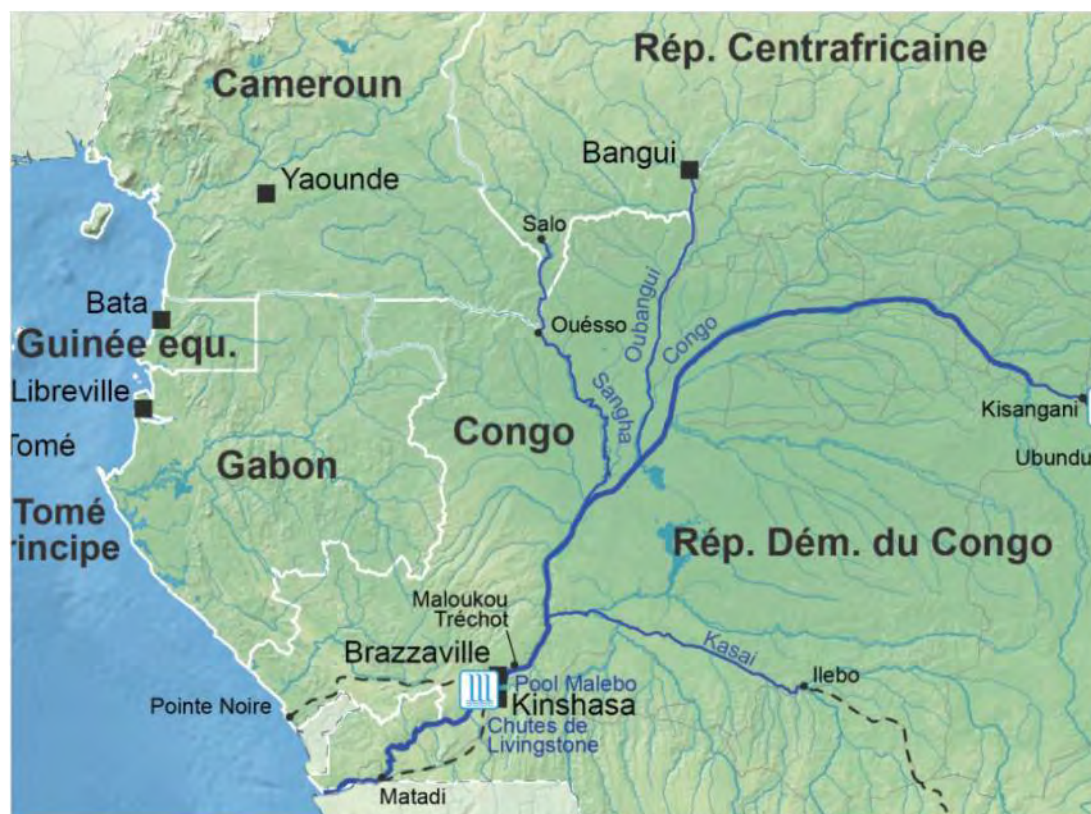 Rép. Centrafricaine
Cameroun
Bangui
Yaounde
Salo
Oubangui
Congo
Bata
Guinée equ.
Ouésso
Sangha
Libreville
Kisangani
Tomé
Congo
Gabon
Ubundu
Tomé
rincipe
Rép. Dém. du Congo
Maloukou
Tréchot
Brazzaville
Kasai
Ilebo
Pool Malebo
Pointe Noire
Kinshasa
Chutes de
Livingstone
Matadi